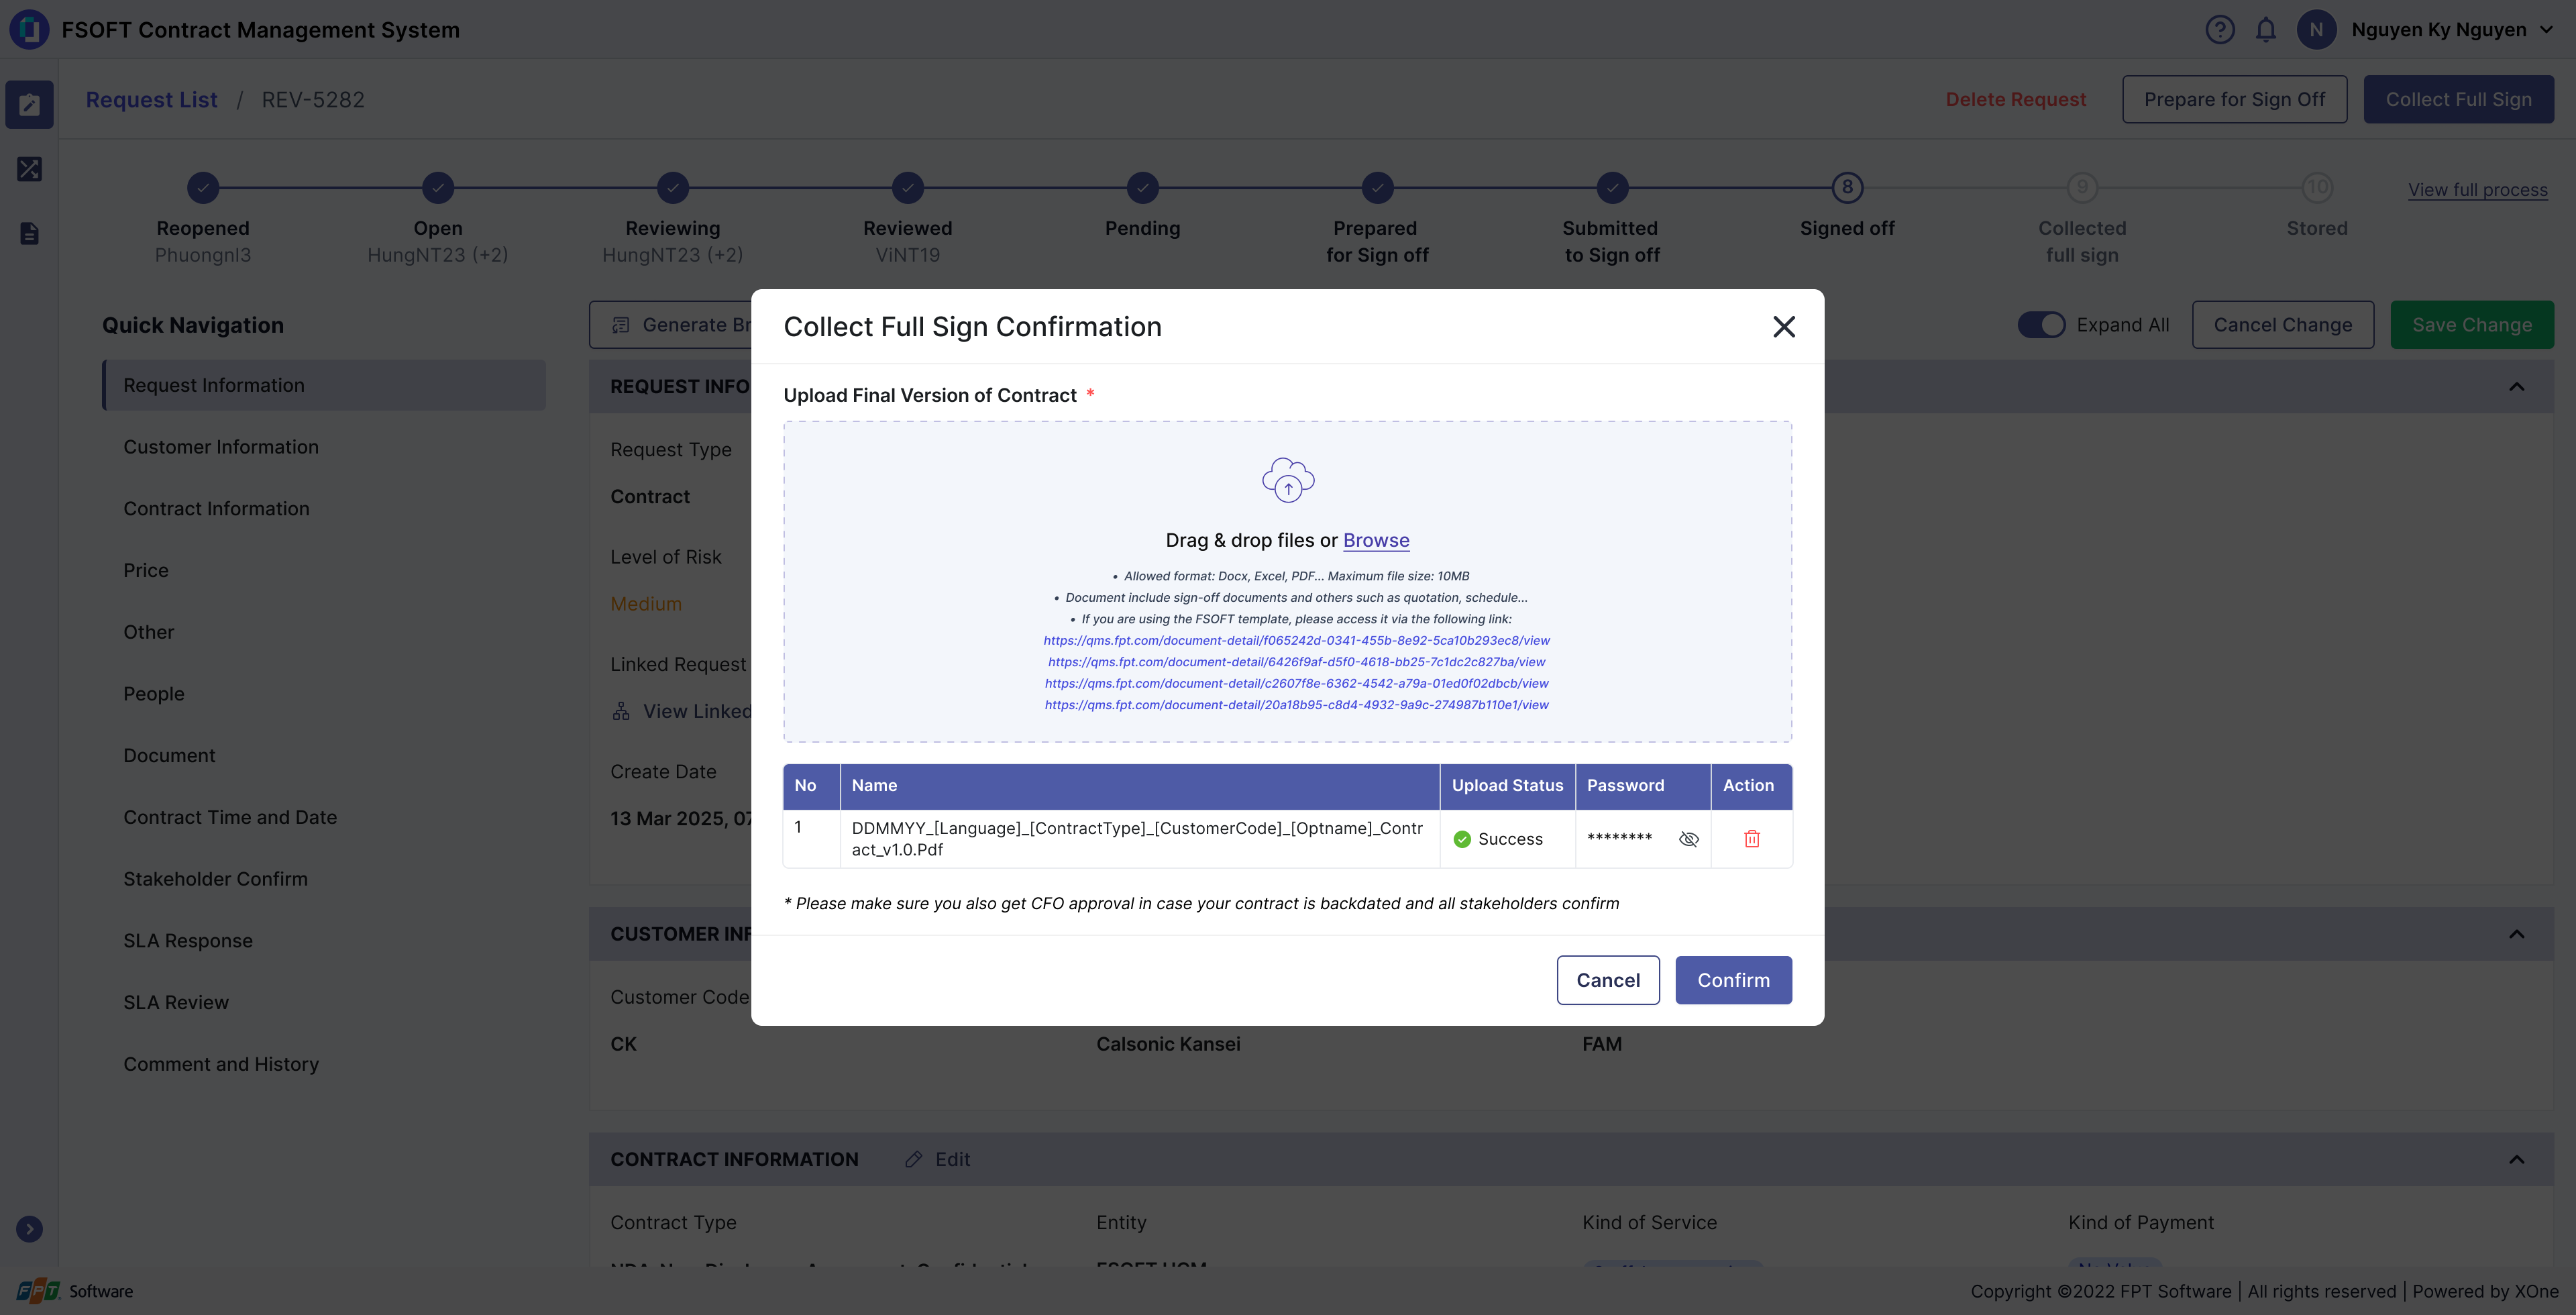 FSOFT Contract Management System
N
Nguyen Ky Nguyen
Request List / REV-5282
Delete Request
Prepare for Sign Off
Collect Full Sign
Reopened
Phuongnl3
Open
HungNT23 (+2)
Reviewing
HungNT23 (+2)
Reviewed
ViNT19
Pending
Prepared
for Sign off
Submitted
to Sign off
8
Signed off
9
Collected
full sign
10
Stored
View full process
Quick Navigation
Request Information
Customer Information
Contract Information
Price
Other
People
Document
Contract Time and Date
Stakeholder Confirm
SLA Response
SLA Review
Comment and History
Generate Br
Expand All
Cancel Change
Save Change
REQUEST INFO
Request Type
Contract
Level of Risk
Medium
Linked Request
View Linked
Create Date
13 Mar 2025, 07
Collect Full Sign Confirmation
Upload Final Version of Contract *
Drag & drop files or Browse
• Allowed format: Docx, Excel, PDF... Maximum file size: 10MB
• Document include sign-off documents and others such as quotation, schedule...
• If you are using the FSOFT template, please access it via the following link:
https://qms.fpt.com/document-detail/f065242d-0341-455b-8e92-5ca10b293ec8/view
https://qms.fpt.com/document-detail/6426f9af-d5f0-4618-bb25-7c1dc2c827ba/view
https://qms.fpt.com/document-detail/c2607f8e-6362-4542-a79a-01ed0f02dbcb/view
https://qms.fpt.com/document-detail/20a18b95-c8d4-4932-9a9c-274987b110e1/view
No Name Upload Status Password Action
1 DDMMYY_[Language]_[ContractType]_[CustomerCode]_[Optname]_Contr
act_v1.0.Pdf
Success ********
* Please make sure you also get CFO approval in case your contract is backdated and all stakeholders confirm
Cancel
Confirm
CUSTOMER INF
Customer Code
CK
Calsonic Kansei
FAM
CONTRACT INFORMATION
Edit
Contract Type
Entity
Kind of Service
Kind of Payment
FPT Software
Copyright ©2022 FPT Software | All rights reserved | Powered by XOne